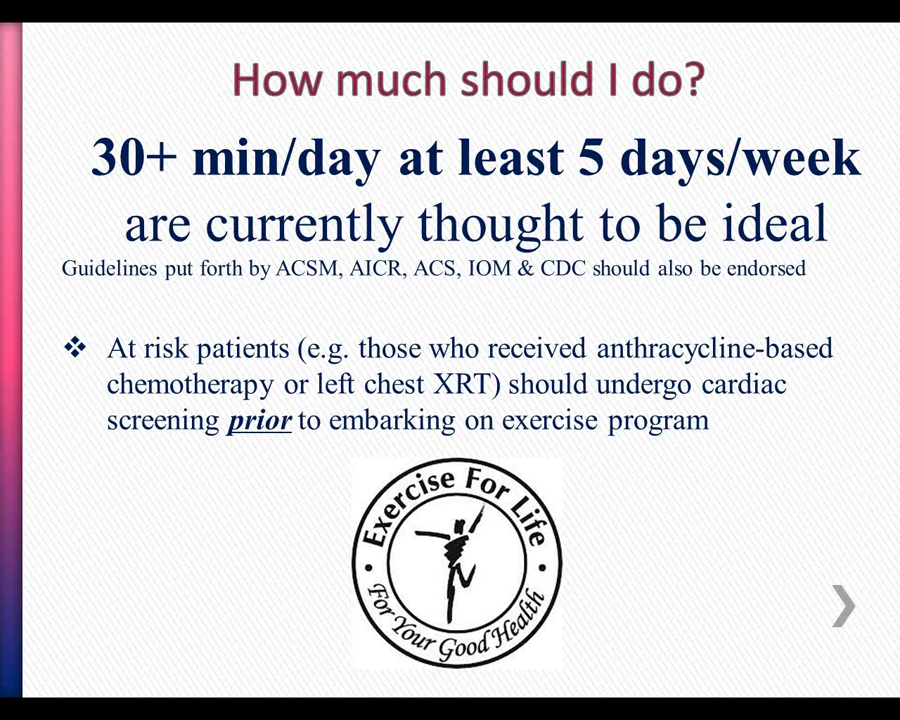 How much should I do?
30+ min/day at least 5 days/week
are currently thought to be ideal
Guidelines put forth by ACSM, AICR, ACS, IOM & CDC should also be endorsed
❖ At risk patients (e.g. those who received anthracycline-based
chemotherapy or left chest XRT) should undergo cardiac
screening prior to embarking on exercise program
Exercise For Life
For Your Good Health